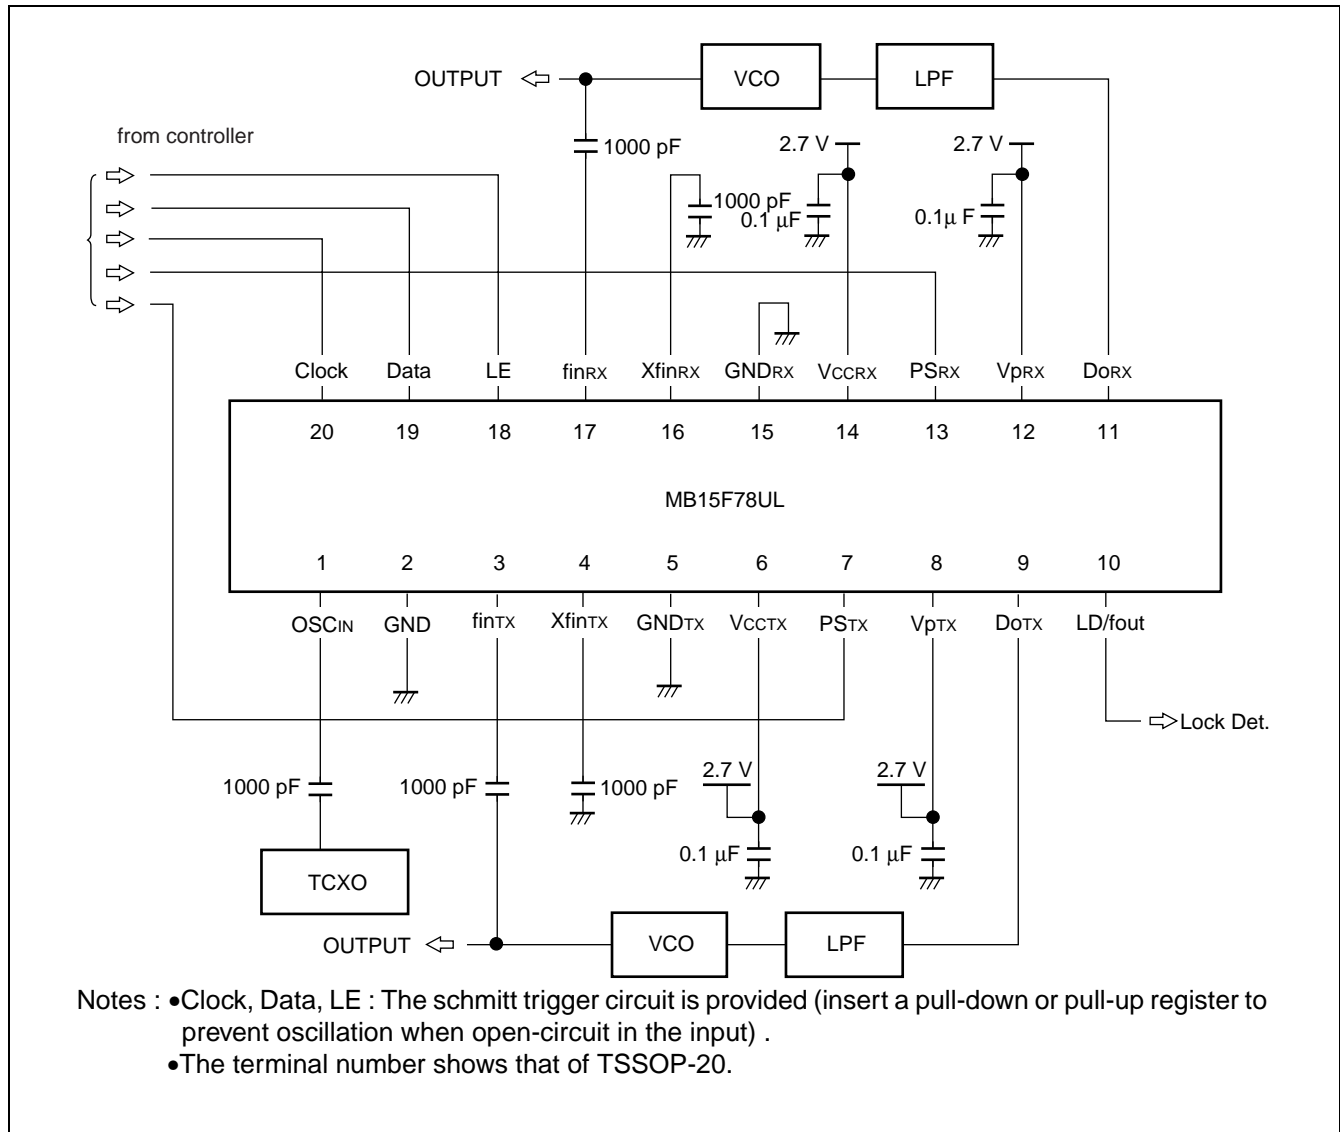 OUTPUT
VCO
LPF
from controller
1000 pF
2.7 V
2.7 V
1000 pF
0.1 μF
0.1μ F
Clock Data LE finRX XfinRX GNDRX VCCRX PSRX VpRX DoRX
20 19 18 17 16 15 14 13 12 11
MB15F78UL
1 2 3 4 5 6 7 8 9 10
OSCIN GND finTX XfinTX GNDTX VCCTX PSTX VpTX DoTX LD/fout
Lock Det.
1000 pF
1000 pF
1000 pF
2.7 V
2.7 V
0.1 μF
0.1 μF
TCXO
OUTPUT
VCO
LPF
Notes : •Clock, Data, LE : The schmitt trigger circuit is provided (insert a pull-down or pull-up register to
prevent oscillation when open-circuit in the input) .
•The terminal number shows that of TSSOP-20.